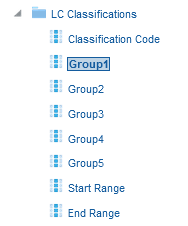 LC Classifications
Classification Code
Group1
Group2
Group3
Group4
Group5
Start Range
End Range